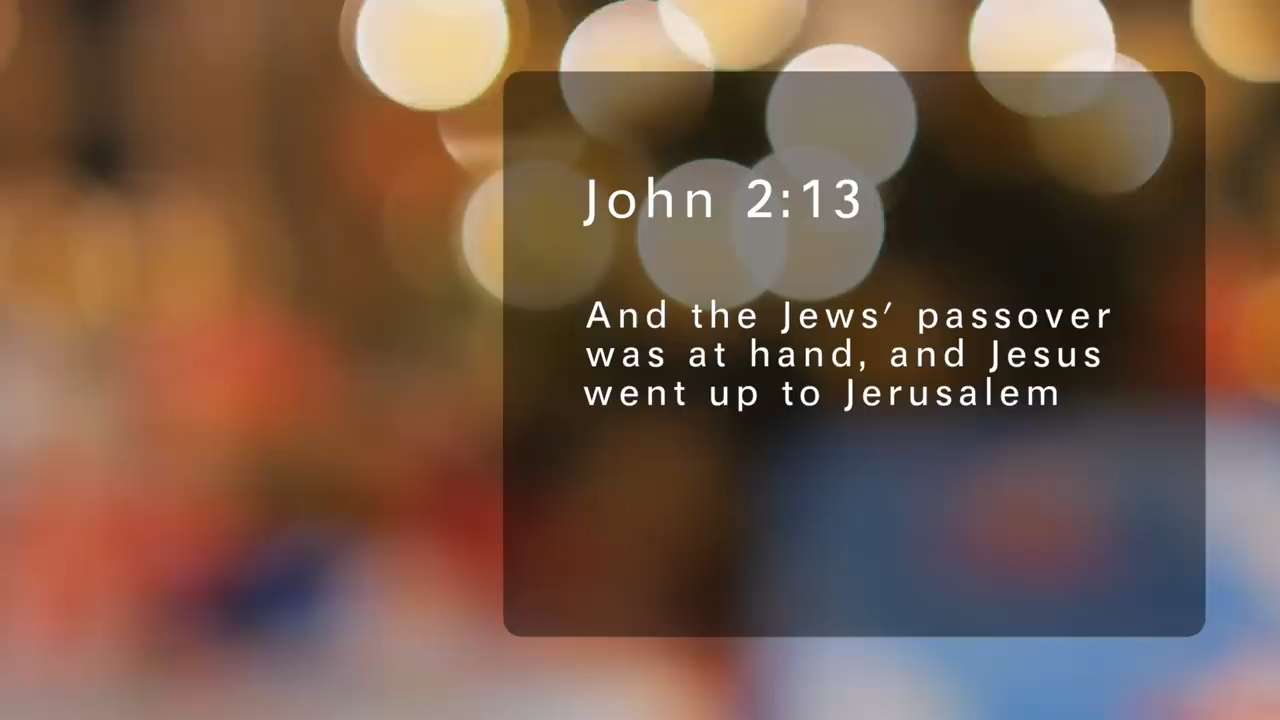 John 2:13
And the Jews′ passover
was at hand, and Jesus
went up to Jerusalem